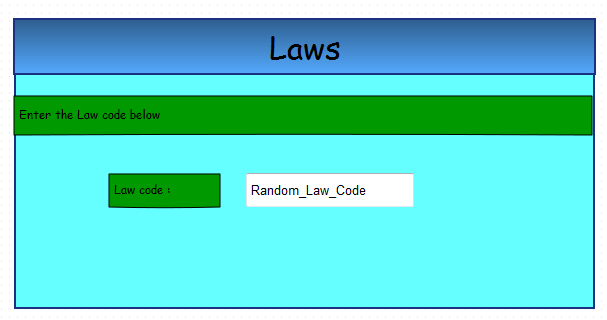 Laws
Enter the Law code below
Law code : Random_Law_Code